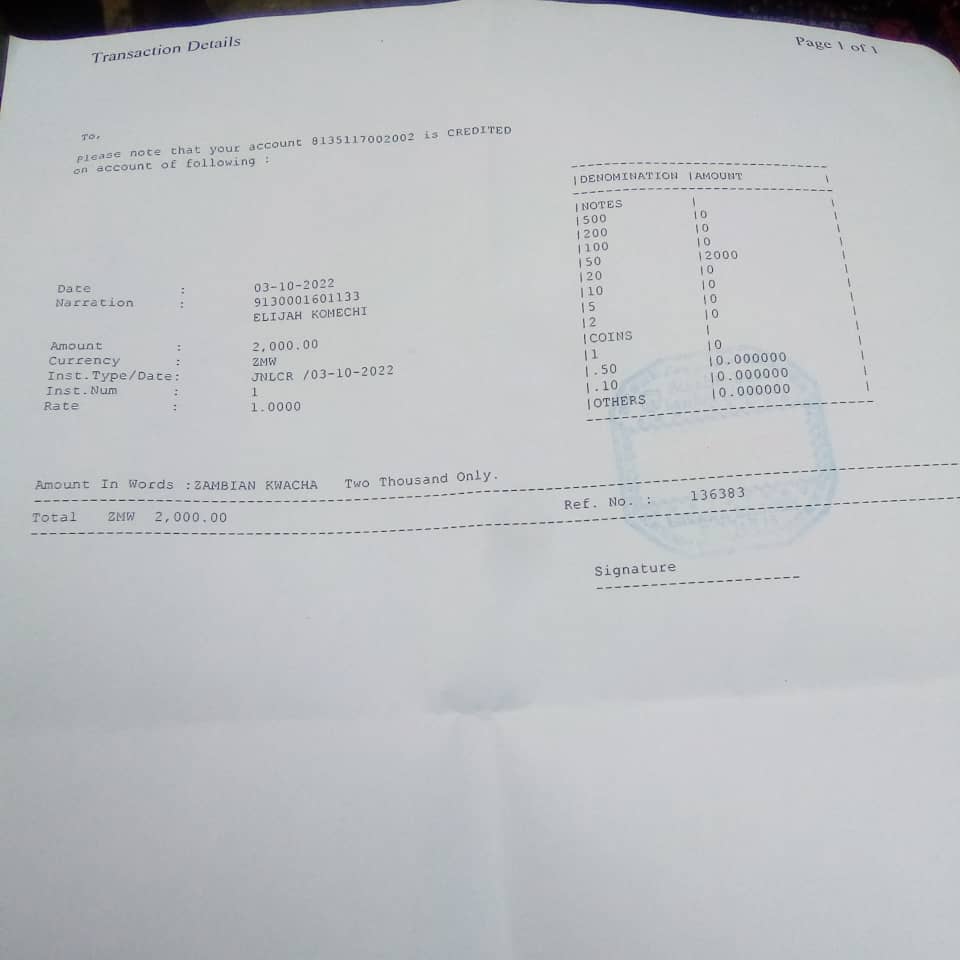 Transaction Details
Page 1 of 1
To,
please note that your account 8135117002002 is CREDITED
on account of following :
|DENOMINATION |AMOUNT |
|NOTES | |
|500 |0 |
|200 |0 |
|100 |0 |
|50 |2000 |
|20 |0 |
|10 |0 |
|5 |0 |
|2 |0 |
|COINS | |
|1 |0 |
|.50 |0.000000 |
|.10 |0.000000 |
|OTHERS |0.000000 |
Date : 03-10-2022
Narration : 9130001601133
ELIJAH KOMECHI
Amount : 2,000.00
Currency : ZMW
Inst.Type/Date: JNLCR /03-10-2022
Inst.Num : 1
Rate : 1.0000
Amount In Words :ZAMBIAN KWACHA Two Thousand Only.
Total ZMW 2,000.00
Ref. No. : 136383
Signature